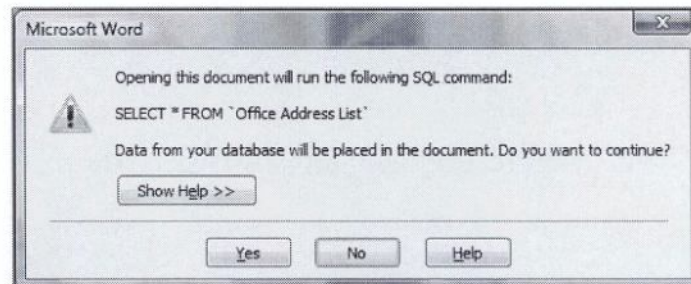 Microsoft Word
Opening this document will run the following SQL command:
SELECT * FROM `Office Address List`
Data from your database will be placed in the document. Do you want to continue?
Show Help >>
Yes No Help